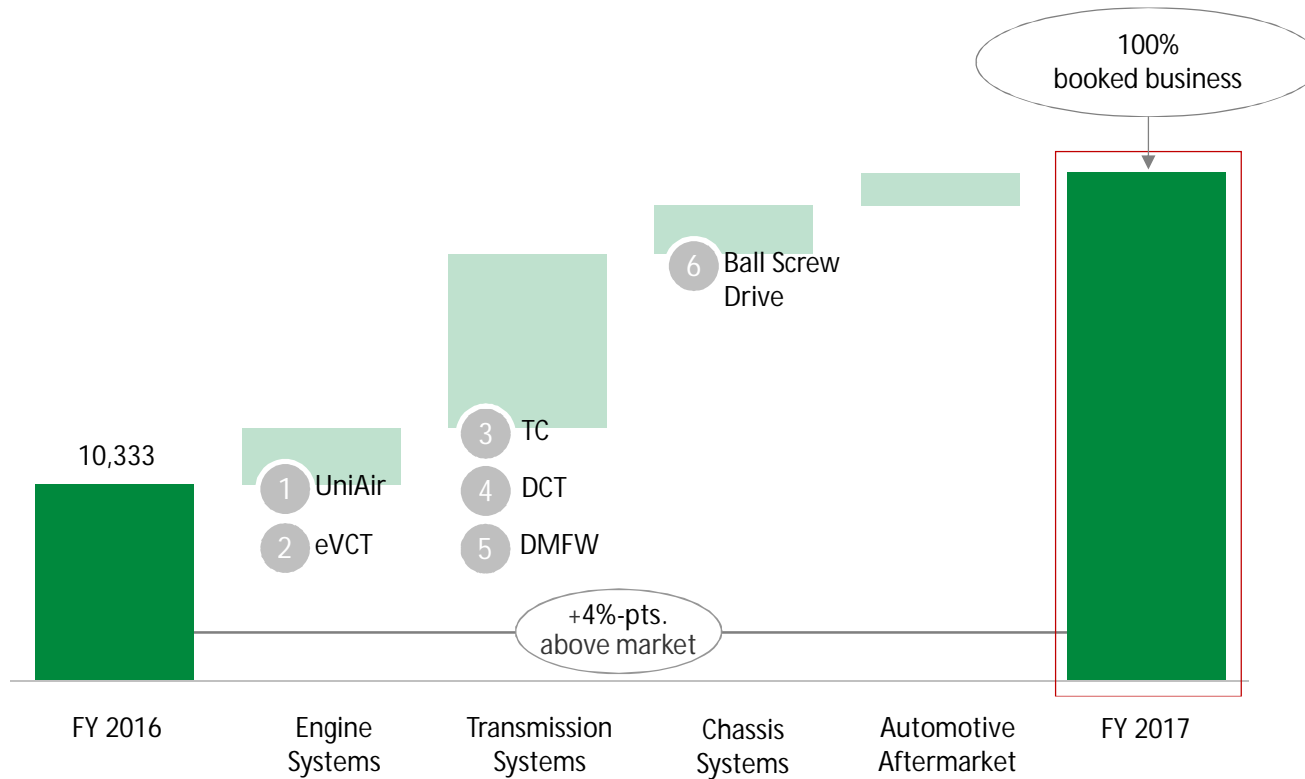 100%
booked business
10,333
1 UniAir
2 eVCT
3 TC
4 DCT
5 DMFW
6 Ball Screw
Drive
+4%-pts.
above market
FY 2016
Engine
Systems
Transmission
Systems
Chassis
Systems
Automotive
Aftermarket
FY 2017